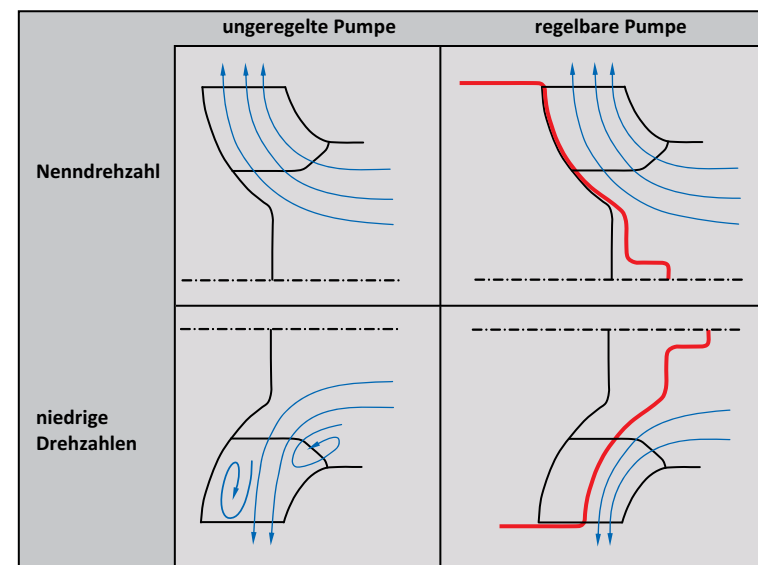 ungeregelte Pumpe
regelbare Pumpe
Nenndrehzahl
niedrige
Drehzahlen